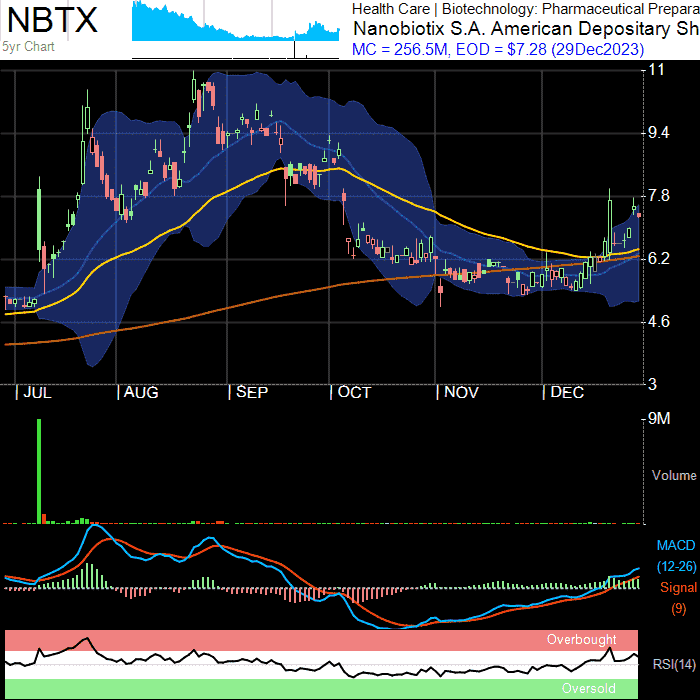 NBTX
5yr Chart
Health Care | Biotechnology: Pharmaceutical Prepara
Nanobiotix S.A. American Depositary Sh
MC = 256.5M, EOD = $7.28 (29Dec2023)
11
9.4
7.8
6.2
4.6
3
JUL AUG SEP OCT NOV DEC
9M
Volume
MACD
(12-26)
Signal
(9)
Overbought
RSI(14)
Oversold